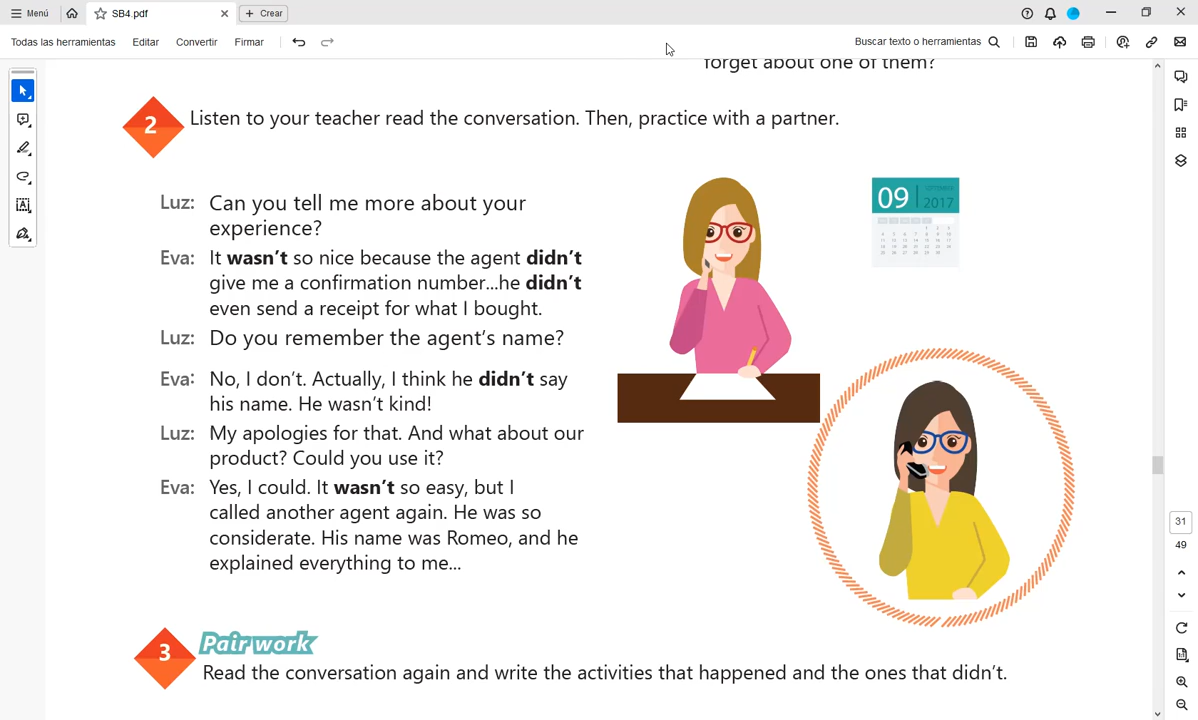 Menú
SB4.pdf
Crear
Todas las herramientas
Editar
Convertir
Firmar
Buscar texto o herramientas
forget about one of them?
2
Listen to your teacher read the conversation. Then, practice with a partner.
Luz: Can you tell me more about your
experience?
Eva: It wasn't so nice because the agent didn't
give me a confirmation number...he didn't
even send a receipt for what I bought.
Luz: Do you remember the agent's name?
Eva: No, I don't. Actually, I think he didn't say
his name. He wasn't kind!
Luz: My apologies for that. And what about our
product? Could you use it?
Eva: Yes, I could. It wasn't so easy, but I
called another agent again. He was so
considerate. His name was Romeo, and he
explained everything to me...
09
2017
3
Pair work
Read the conversation again and write the activities that happened and the ones that didn't.
31
49